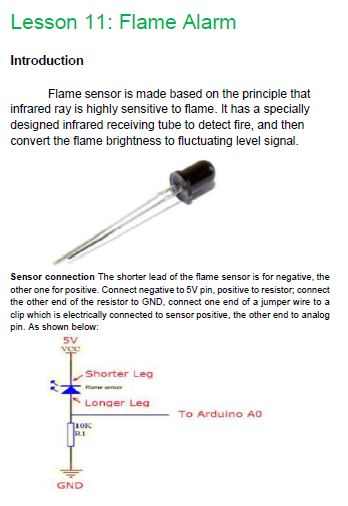 Lesson 11: Flame Alarm
Introduction
Flame sensor is made based on the principle that
infrared ray is highly sensitive to flame. It has a specially
designed infrared receiving tube to detect fire, and then
convert the flame brightness to fluctuating level signal.
Sensor connection The shorter lead of the flame sensor is for negative, the
other one for positive. Connect negative to 5V pin, positive to resistor; connect
the other end of the resistor to GND, connect one end of a jumper wire to a
clip which is electrically connected to sensor positive, the other end to analog
pin. As shown below:
5V
VCC
Shorter Leg
Flame sensor
Longer Leg
To Arduino A0
10K
R1
GND